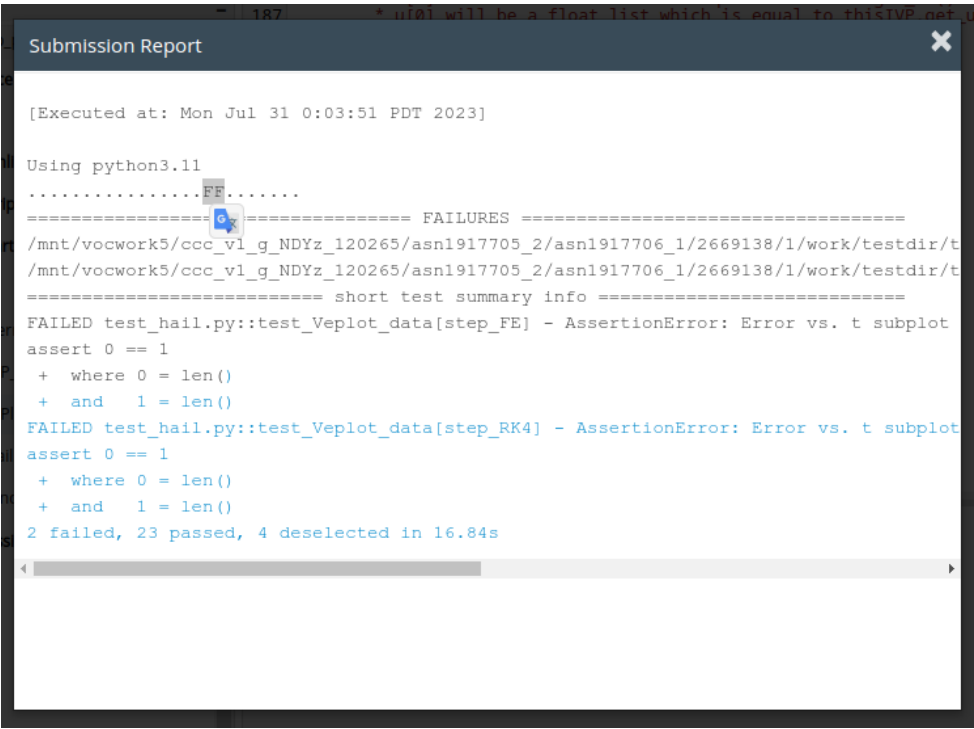 187 * u[0] will be a float list which is equal to thisIVP.get_u
Submission Report
[Executed at: Mon Jul 31 0:03:51 PDT 2023]
Using python3.11
................FF.......
=================================== FAILURES ===================================
/mnt/vocwork5/ccc_v1_g_NDYz_120265/asn1917705_2/asn1917706_1/2669138/1/work/testdir/t
/mnt/vocwork5/ccc_v1_g_NDYz_120265/asn1917705_2/asn1917706_1/2669138/1/work/testdir/t
=========================== short test summary info ============================
FAILED test_hail.py::test_Veplot_data[step_FE] - AssertionError: Error vs. t subplot
assert 0 == 1
+ where 0 = len()
+ and 1 = len()
FAILED test_hail.py::test_Veplot_data[step_RK4] - AssertionError: Error vs. t subplot
assert 0 == 1
+ where 0 = len()
+ and 1 = len()
2 failed, 23 passed, 4 deselected in 16.84s